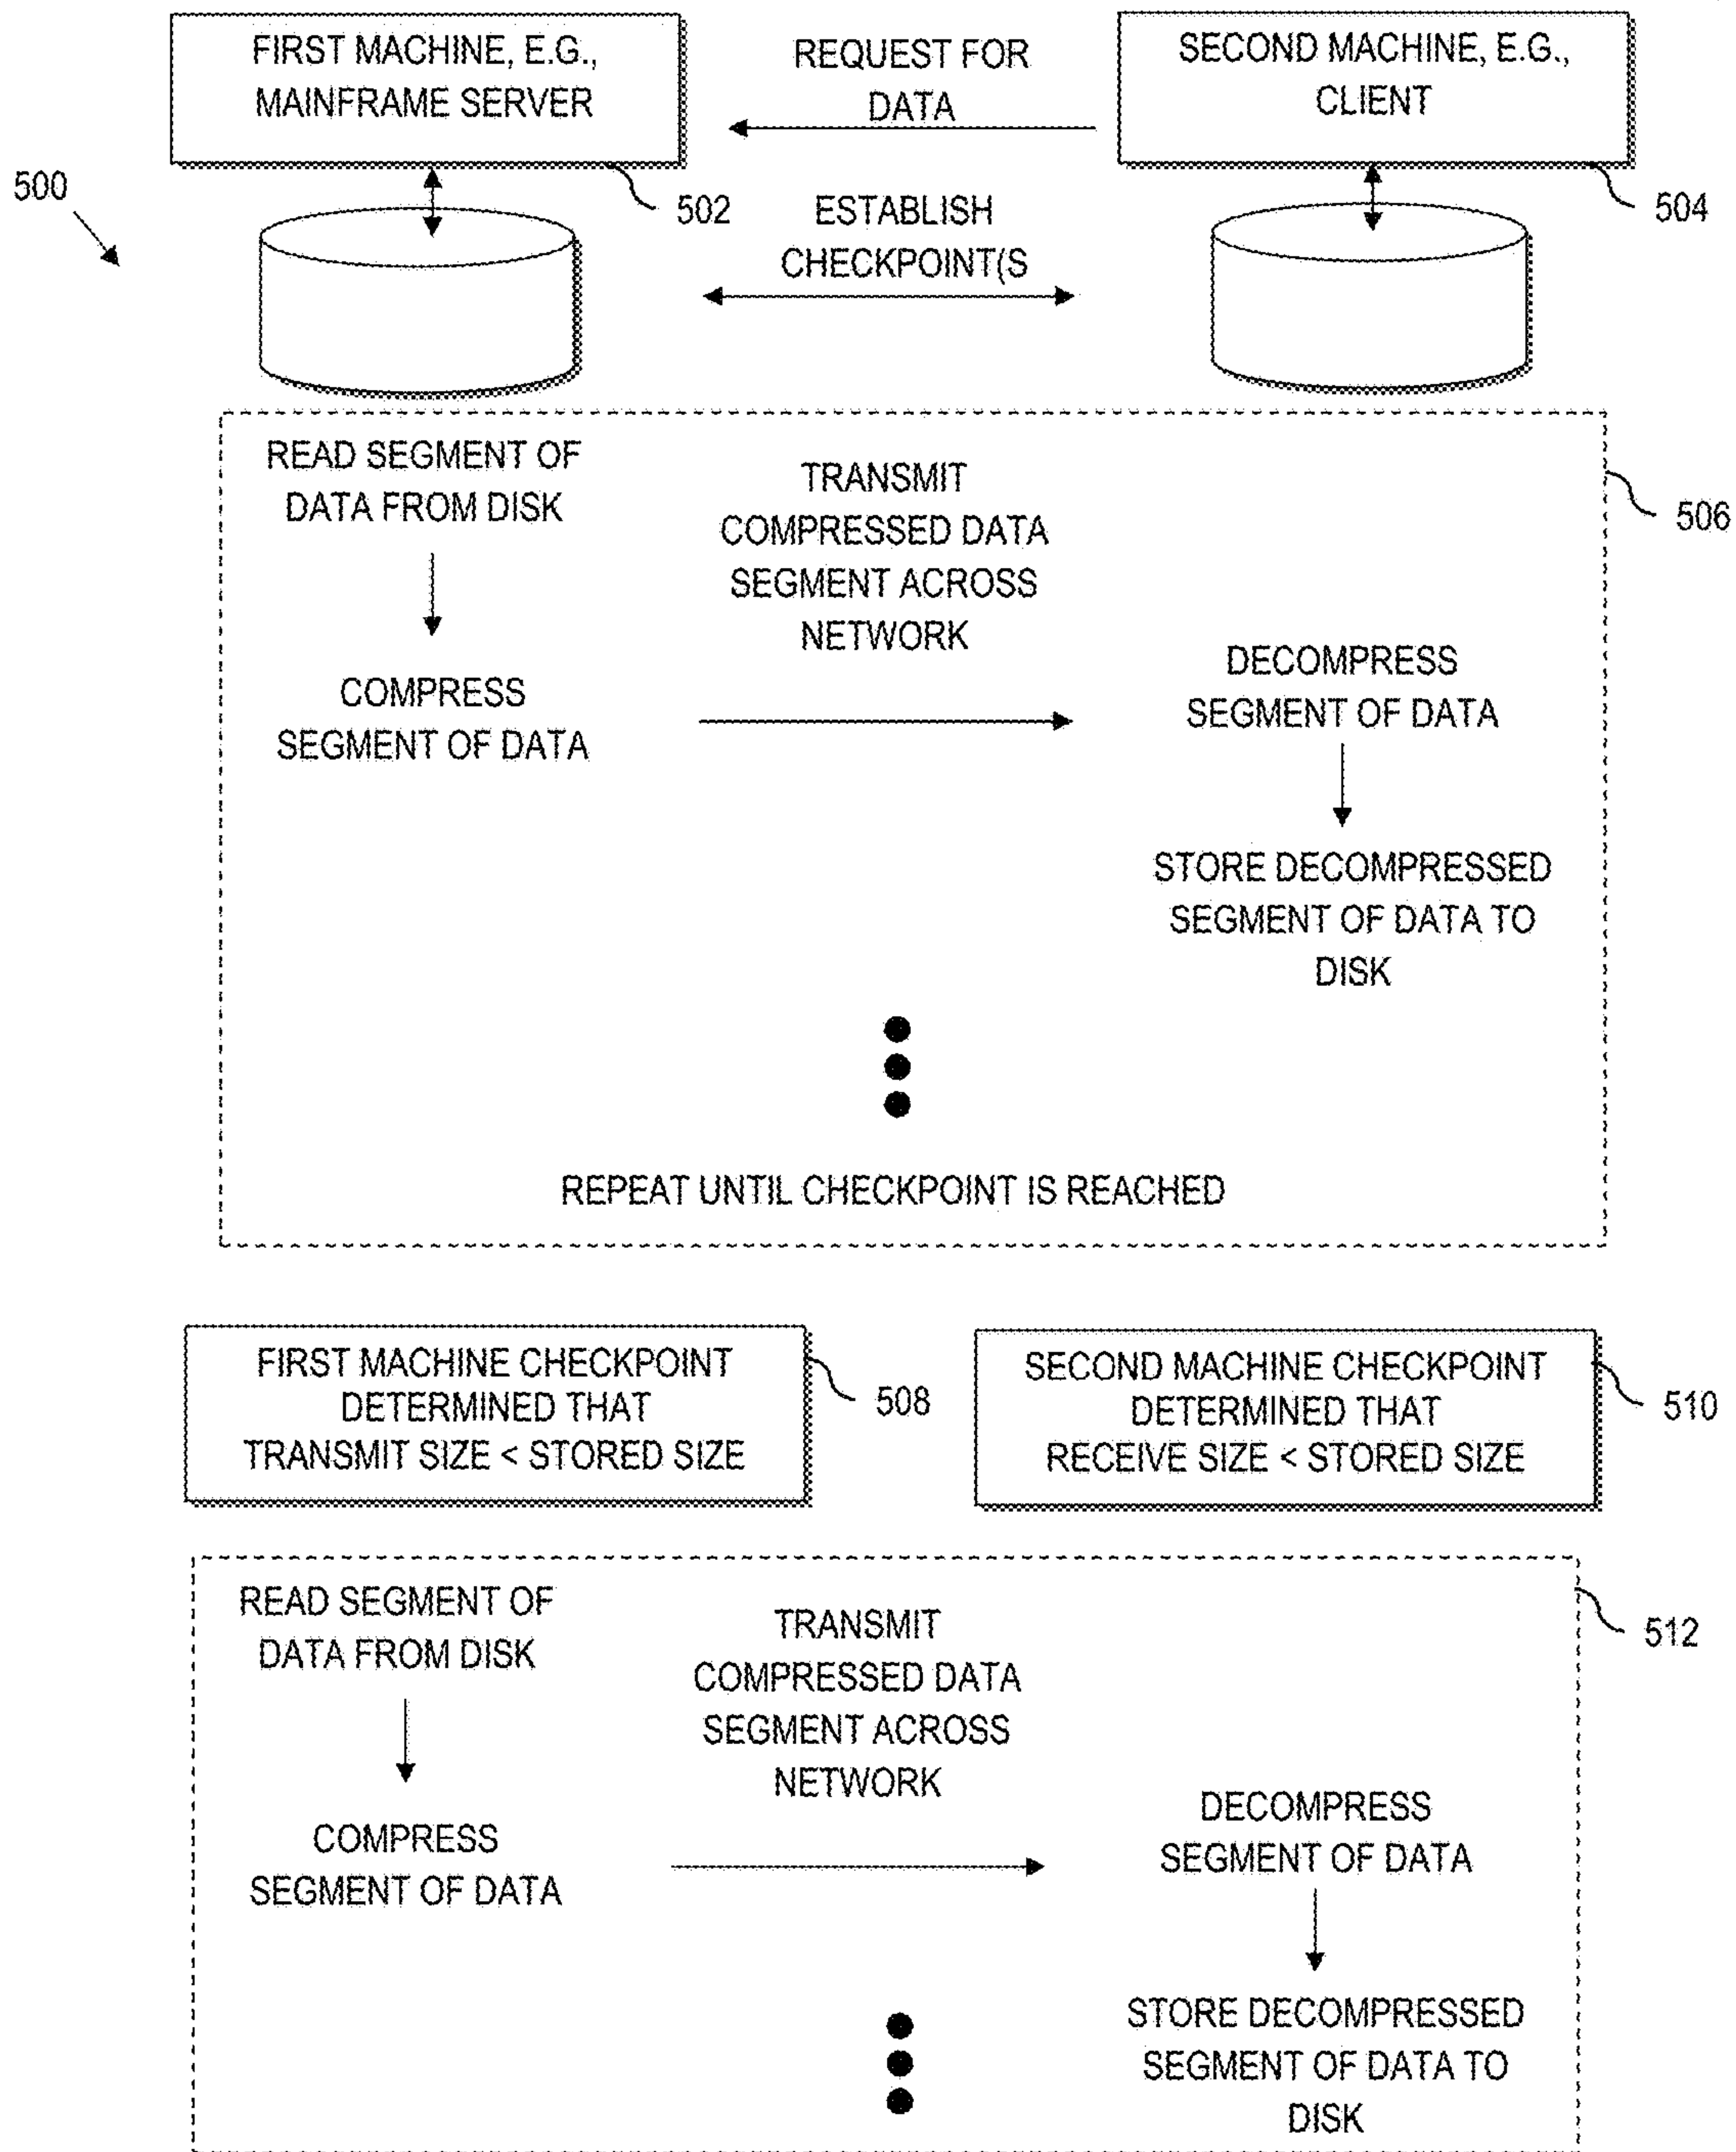 FIRST MACHINE, E.G.,
MAINFRAME SERVER
REQUEST FOR
DATA
SECOND MACHINE, E.G.,
CLIENT
500
502
ESTABLISH
CHECKPOINT(S
504
READ SEGMENT OF
DATA FROM DISK
TRANSMIT
COMPRESSED DATA
SEGMENT ACROSS
NETWORK
506
COMPRESS
SEGMENT OF DATA
DECOMPRESS
SEGMENT OF DATA
STORE DECOMPRESSED
SEGMENT OF DATA TO
DISK
REPEAT UNTIL CHECKPOINT IS REACHED
FIRST MACHINE CHECKPOINT
DETERMINED THAT
TRANSMIT SIZE < STORED SIZE
508
SECOND MACHINE CHECKPOINT
DETERMINED THAT
RECEIVE SIZE < STORED SIZE
510
READ SEGMENT OF
DATA FROM DISK
TRANSMIT
COMPRESSED DATA
SEGMENT ACROSS
NETWORK
512
COMPRESS
SEGMENT OF DATA
DECOMPRESS
SEGMENT OF DATA
STORE DECOMPRESSED
SEGMENT OF DATA TO
DISK